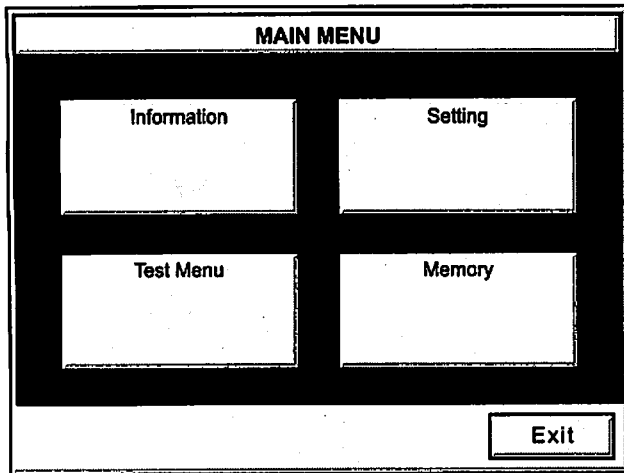 MAIN MENU
Information
Setting
Test Menu
Memory
Exit